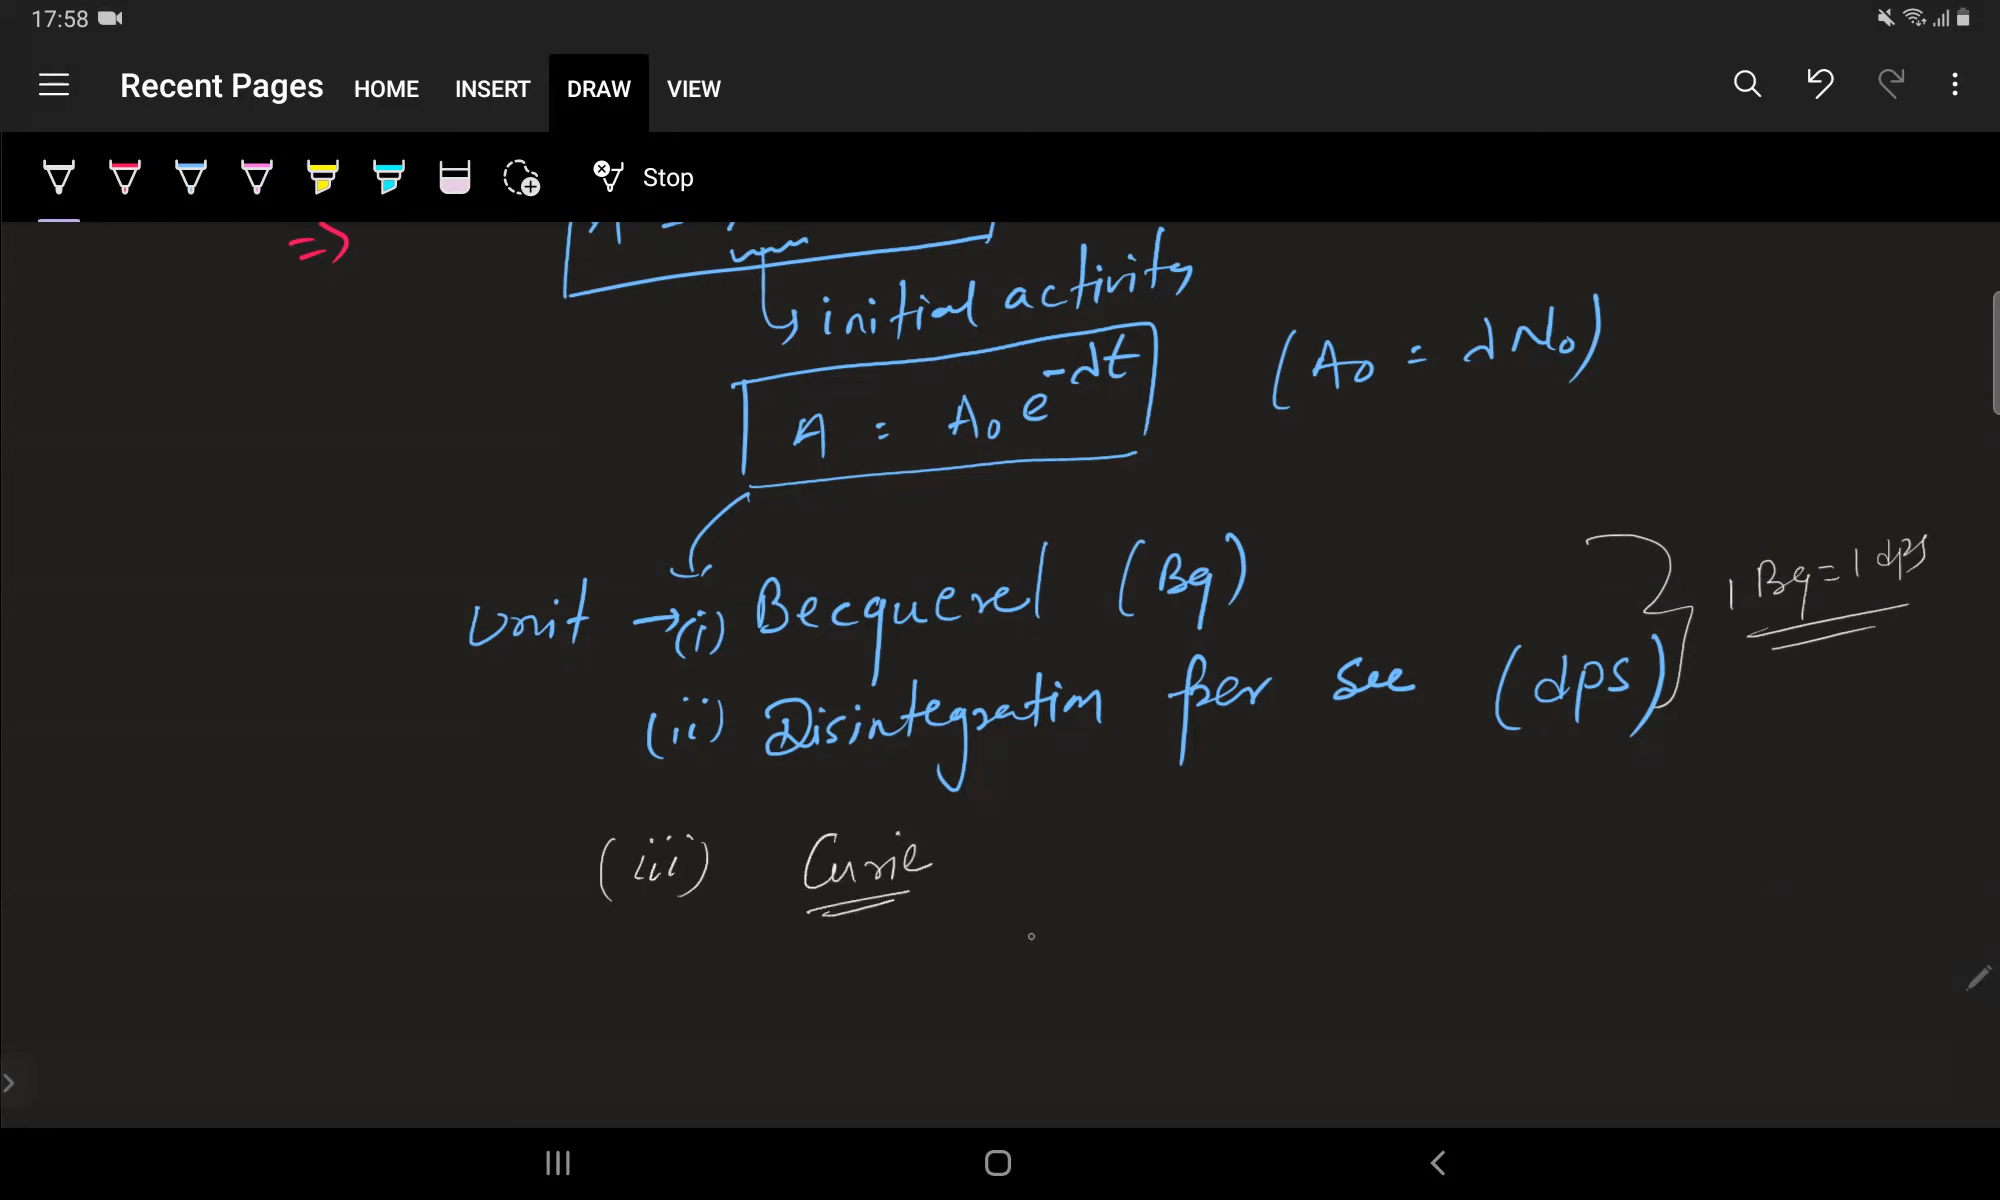 17:58
Recent Pages HOME INSERT DRAW VIEW
Stop
⇒
initial activity
A = A₀ e^-λt (A₀ = λN₀)
Unit → (i) Becquerel (Bq)
1 Bq = 1 dps
(ii) Disintegration per sec (dps)
(iii) Curie